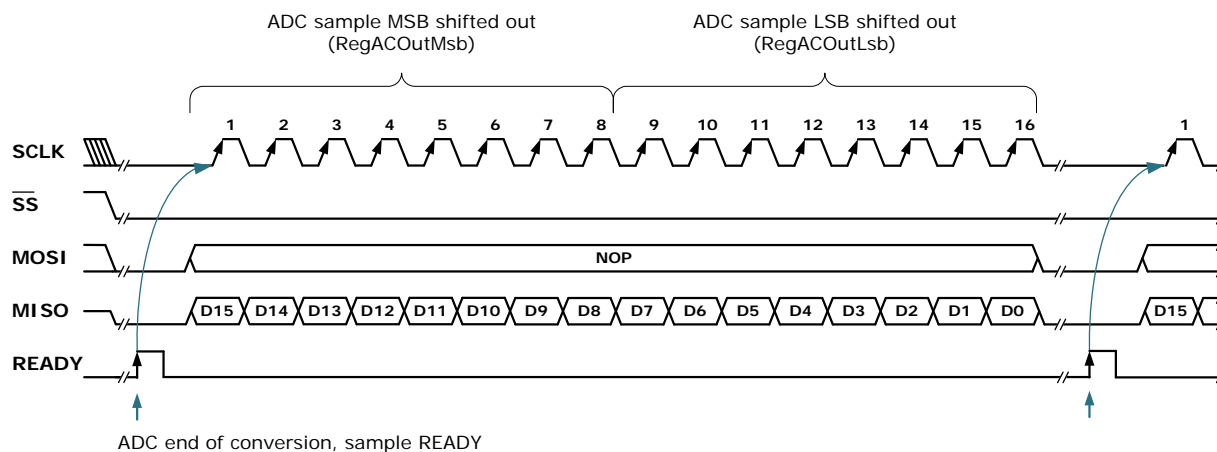 ADC sample MSB shifted out
(RegACOutMsb)
ADC sample LSB shifted out
(RegACOutLsb)
1 2 3 4 5 6 7 8 9 10 11 12 13 14 15 16 1
SCLK
SS
MOSI
NOP
MISO
D15 D14 D13 D12 D11 D10 D9 D8 D7 D6 D5 D4 D3 D2 D1 D0 D15
READY
ADC end of conversion, sample READY